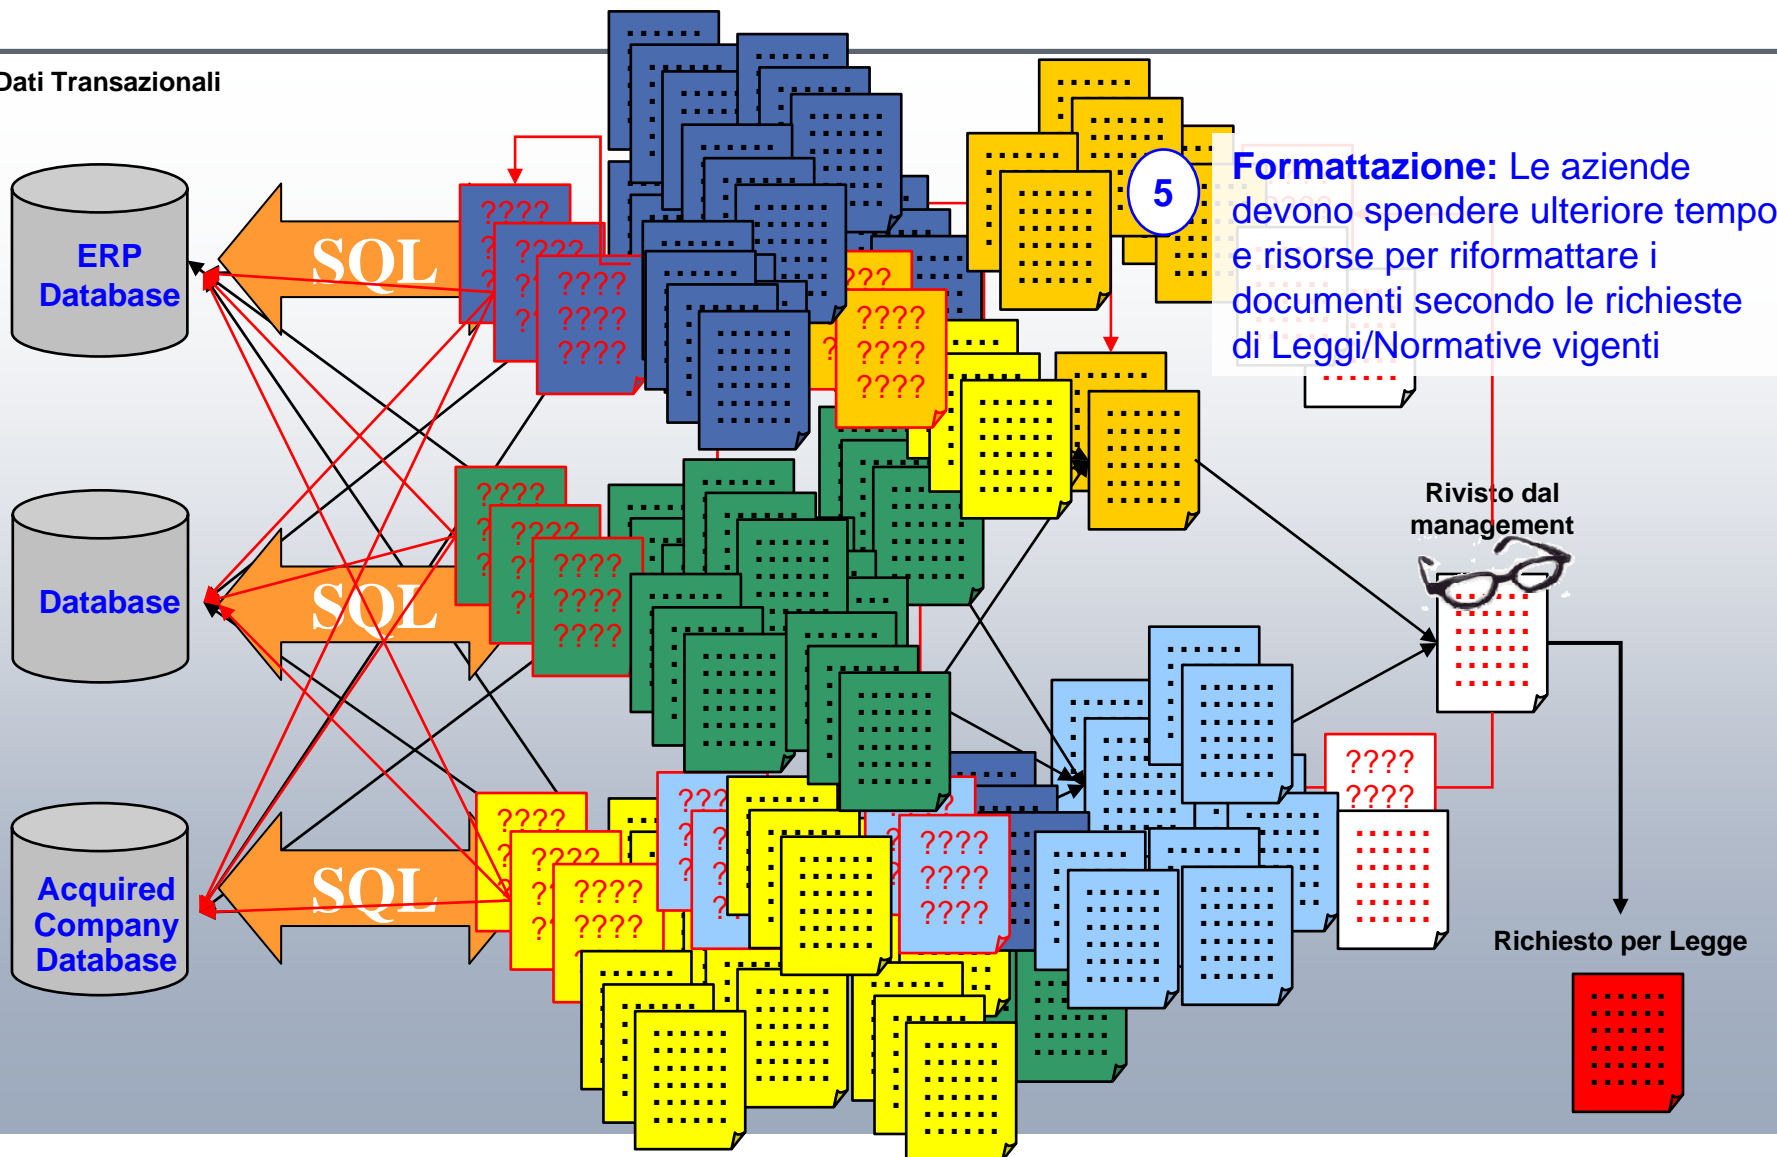 Dati Transazionali
5
Formattazione: Le aziende
devono spendere ulteriore tempo
e risorse per riformattare i
documenti secondo le richieste
di Leggi/Normative vigenti
ERP
Database
SQL
????
?
?
????
?
?
????
????
????
???
?
????
????
????
Rivisto dal
management
Database
SQL
????
?
?
????
?
?
????
????
????
????
????
Acquired
Company
Database
SQL
????
?
?
????
?
?
????
????
???
?
?
?
?
?
????
????
????
Richiesto per Legge